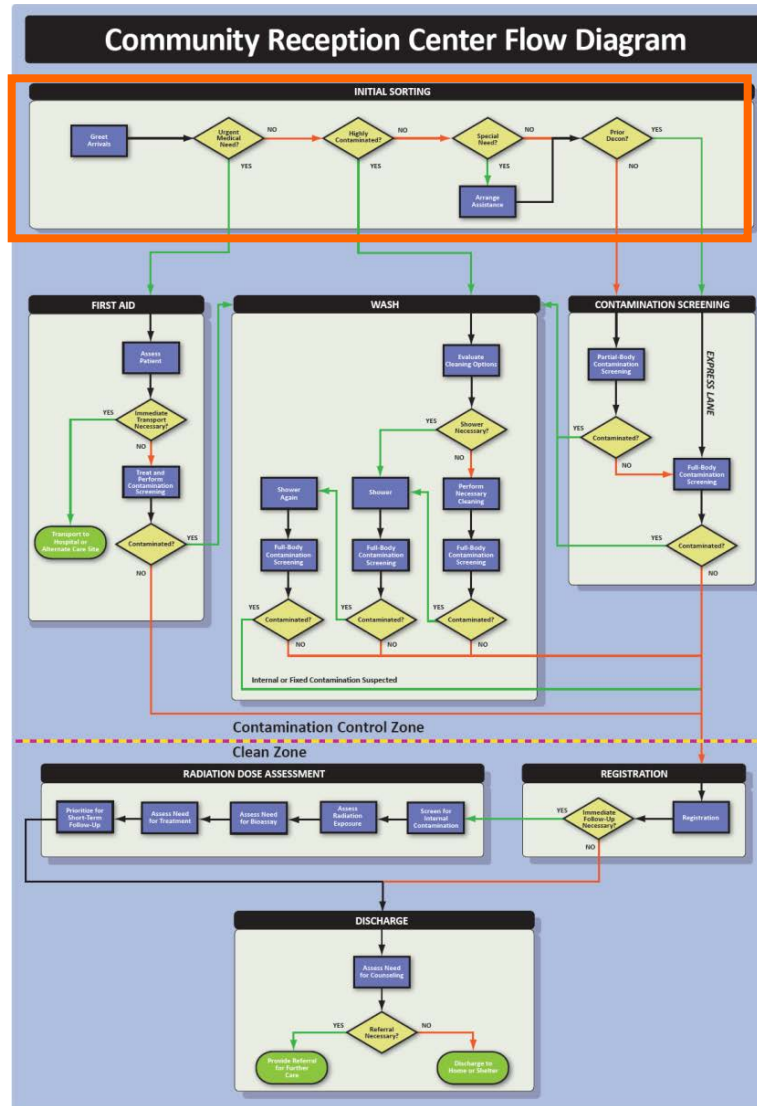 Community Reception Center Flow Diagram
INITIAL SORTING
Greet
Arrivals
Urgent
Medical
Need?
NO
YES
Highly
Contaminated?
NO
YES
Special
Need?
NO
YES
Arrange
Assistance
Prior
Decon?
YES
NO
FIRST AID
Assess
Patient
YES
Immediate
Transport
Necessary?
NO
Treat and
Perform
Contamination
Screening
Transport to
Hospital or
Alternate Care Site
Contaminated?
YES
NO
WASH
Evaluate
Cleaning Options
YES
Shower
Necessary?
NO
Shower
Again
Shower
Perform
Necessary
Cleaning
Full-Body
Contamination
Screening
Full-Body
Contamination
Screening
Full-Body
Contamination
Screening
YES
Contaminated?
NO
YES
Contaminated?
NO
YES
Contaminated?
NO
Internal or Fixed Contamination Suspected
CONTAMINATION SCREENING
Partial-Body
Contamination
Screening
EXPRESS LANE
YES
Contaminated?
NO
Full-Body
Contamination
Screening
YES
Contaminated?
NO
Contamination Control Zone
Clean Zone
RADIATION DOSE ASSESSMENT
Prioritize for
Short-Term
Follow-Up
Assess Need
for Treatment
Assess Need
for Bioassay
Assess
Radiation
Exposure
Screen for
Internal
Contamination
REGISTRATION
YES
Immediate
Follow-Up
Necessary?
NO
Registration
DISCHARGE
Assess Need
for Counseling
YES
Referral
Necessary?
NO
Provide Referral
for Further
Care
Discharge to
Home or Shelter